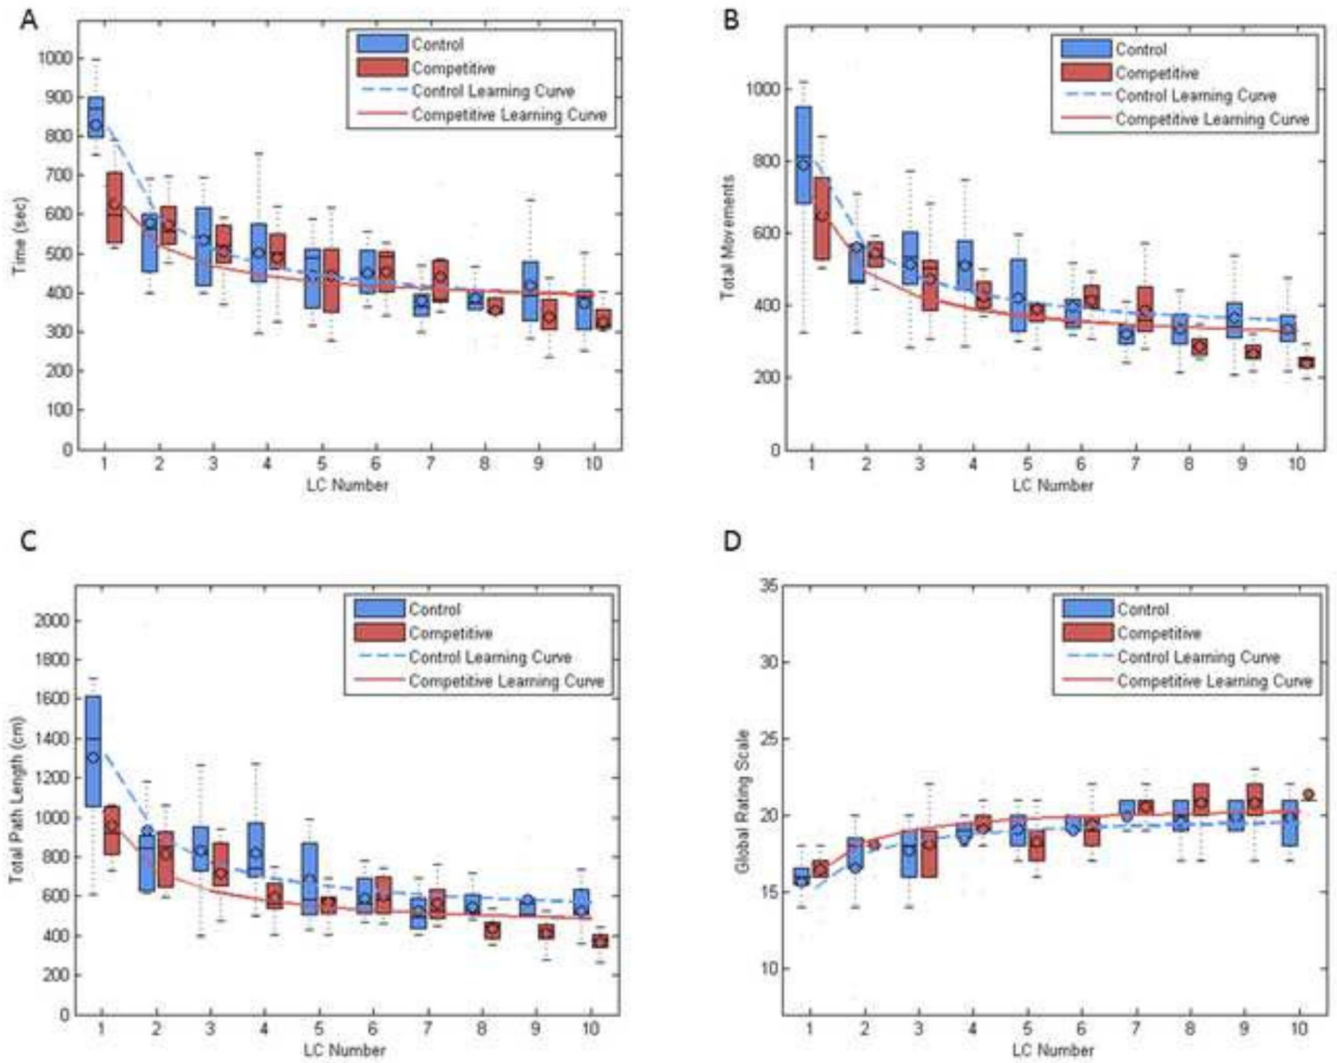 A
Control
Competitive
Control Learning Curve
Competitive Learning Curve
1000
900
800
700
600
500
400
300
200
100
0
Time (sec)
1 2 3 4 5 6 7 8 9 10
LC Number
B
Control
Competitive
Control Learning Curve
Competitive Learning Curve
1000
800
600
400
200
0
Total Movements
1 2 3 4 5 6 7 8 9 10
LC Number
C
Control
Competitive
Control Learning Curve
Competitive Learning Curve
2000
1800
1600
1400
1200
1000
800
600
400
200
0
Total Path Length (cm)
1 2 3 4 5 6 7 8 9 10
LC Number
D
Control
Competitive
Control Learning Curve
Competitive Learning Curve
35
30
25
20
15
10
Global Rating Scale
1 2 3 4 5 6 7 8 9 10
LC Number